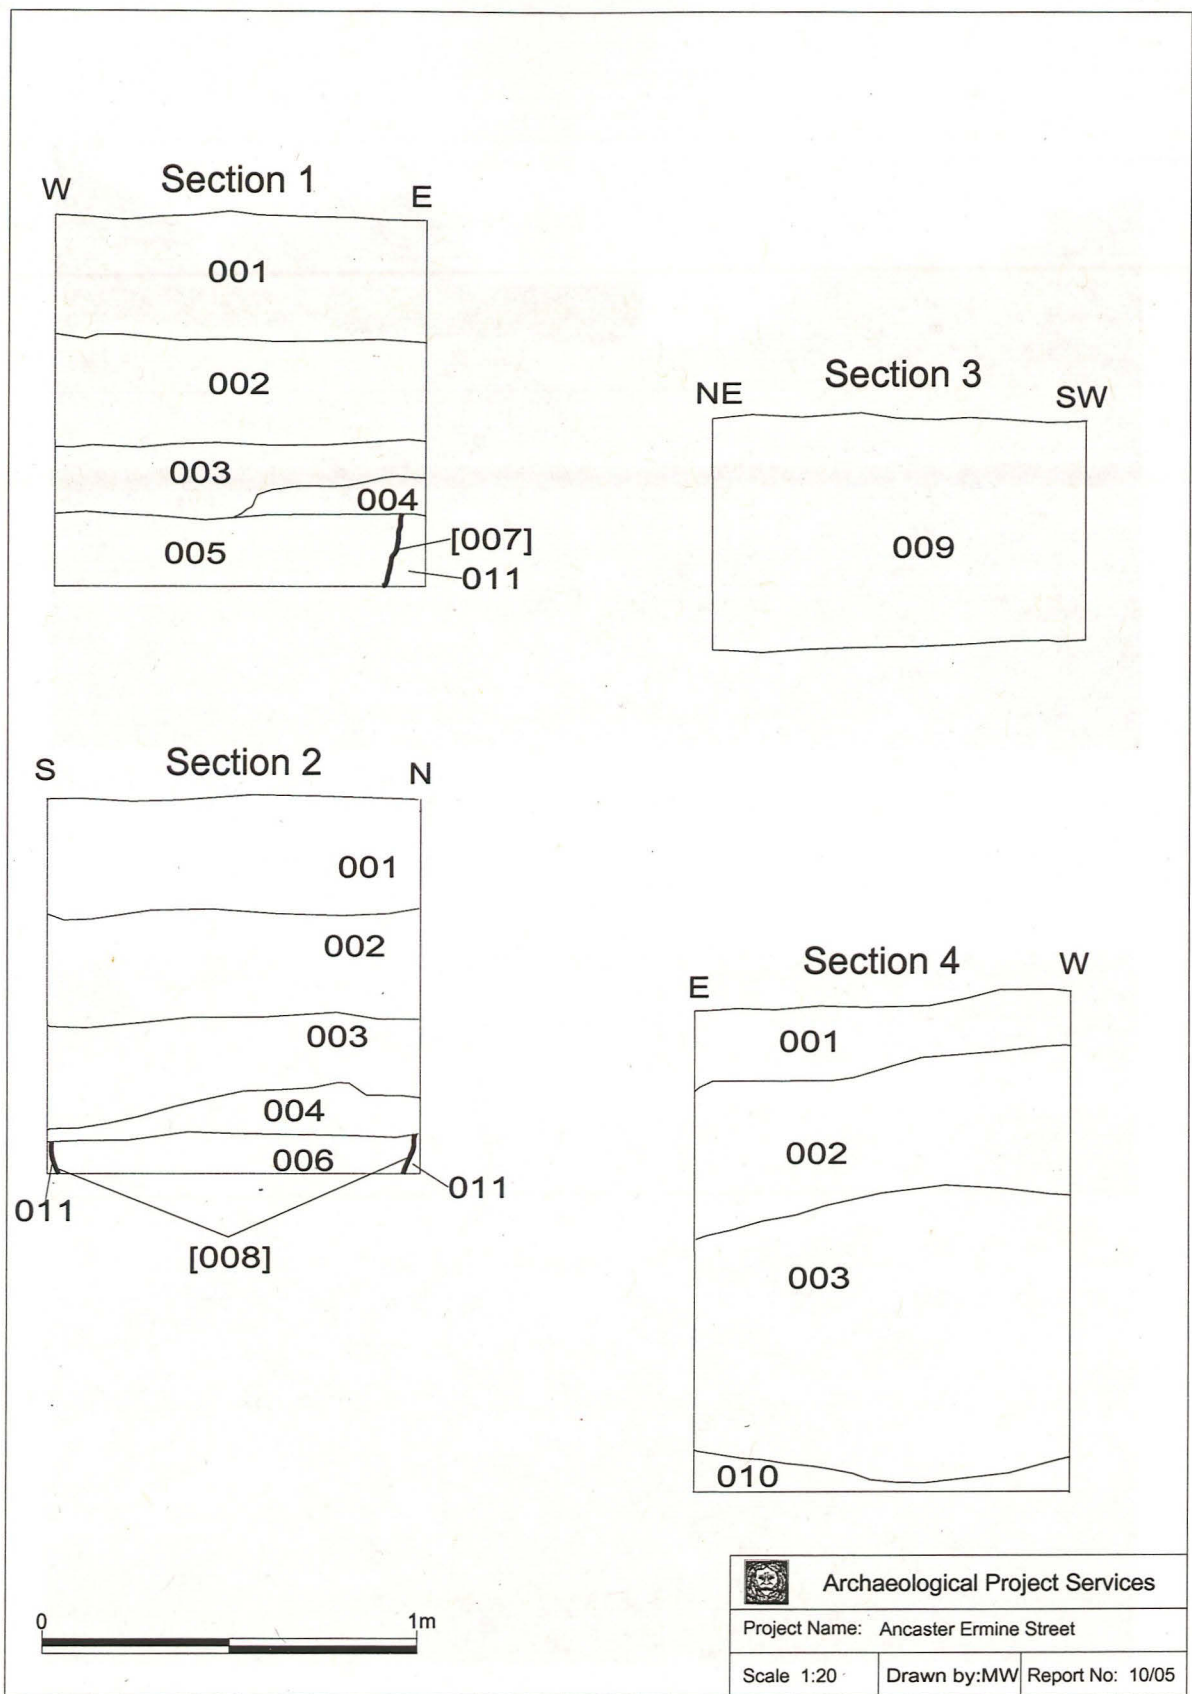 Section 1
W E
001
002
003
004
005
[007]
011
Section 3
NE SW
009
Section 2
S N
001
002
003
004
006
011 011
[008]
Section 4
E W
001
002
003
010
0 1m
Archaeological Project Services
Project Name: Ancaster Ermine Street
Scale 1:20 Drawn by:MW Report No: 10/05